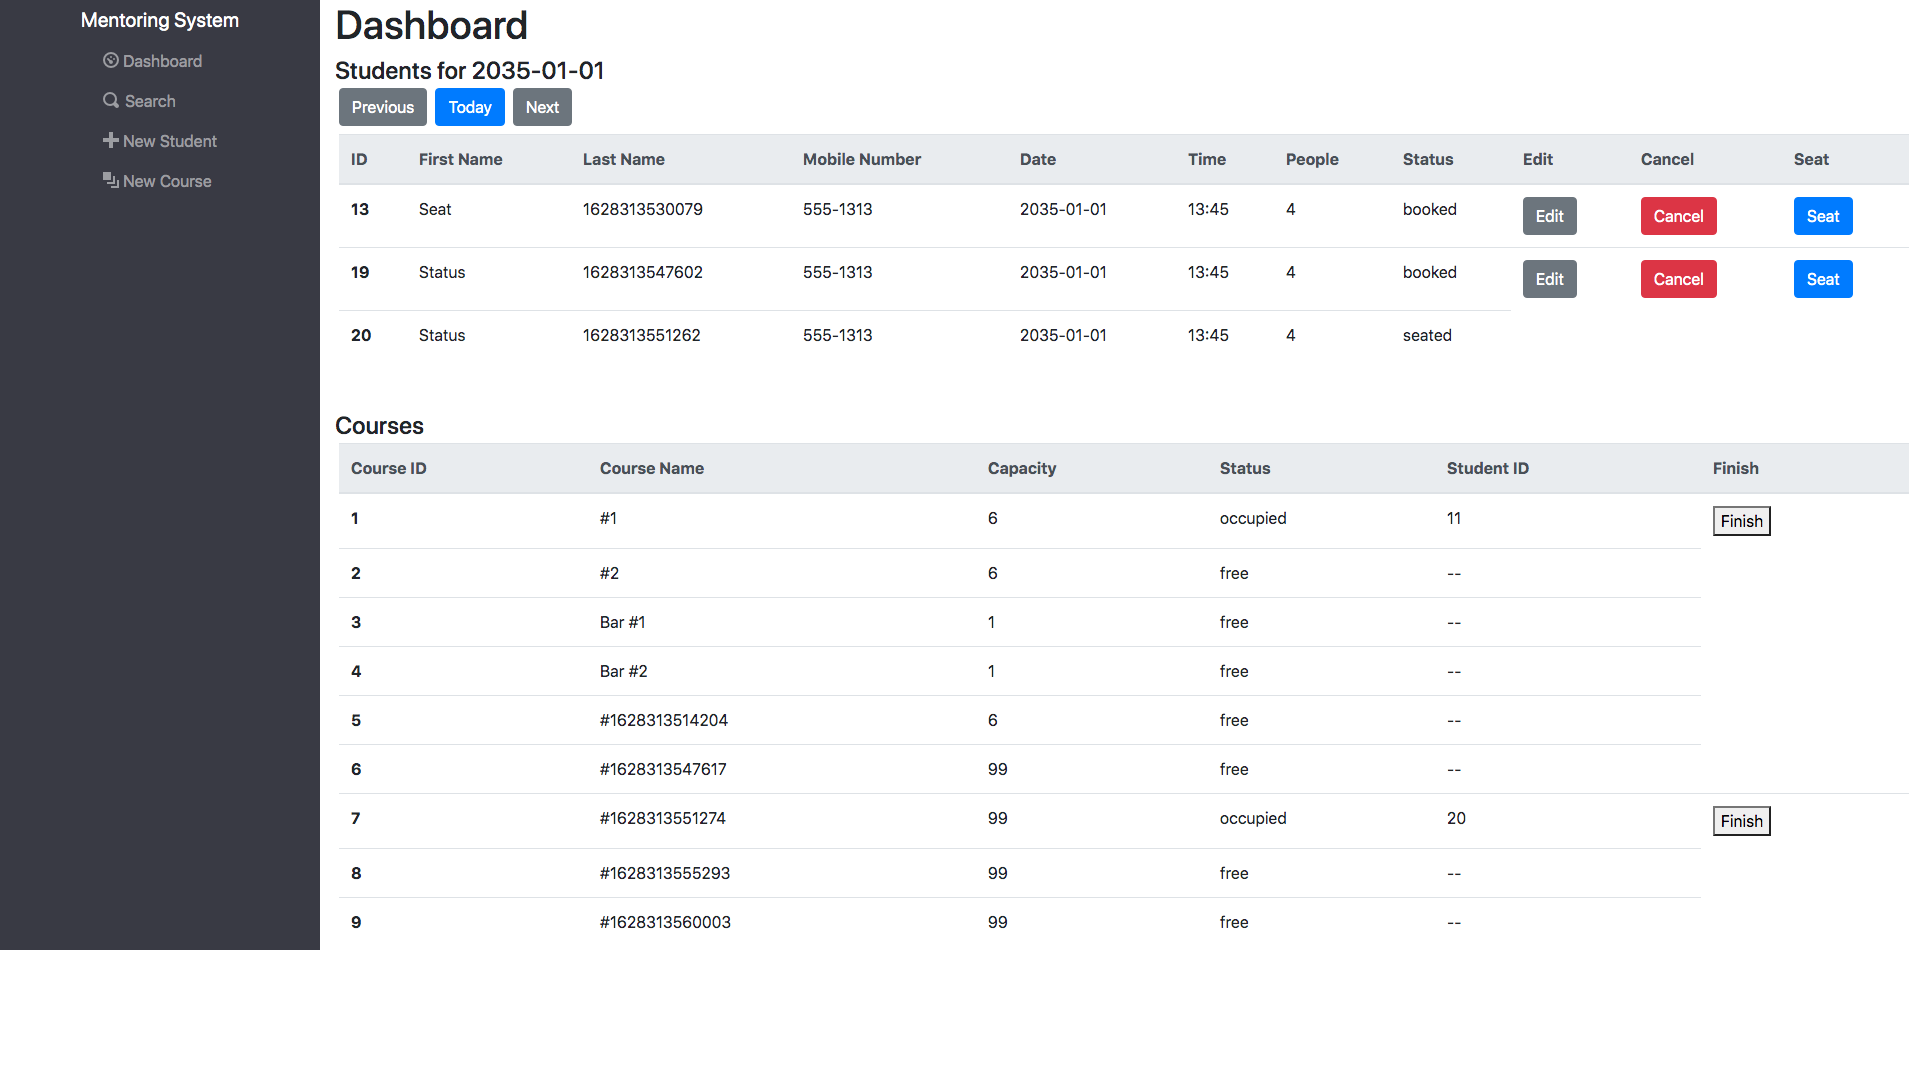 Mentoring System
Dashboard
Search
New Student
New Course
Dashboard
Students for 2035-01-01
Previous Today Next
ID First Name Last Name Mobile Number Date Time People Status Edit Cancel Seat
13 Seat 1628313530079 555-1313 2035-01-01 13:45 4 booked Edit Cancel Seat
19 Status 1628313547602 555-1313 2035-01-01 13:45 4 booked Edit Cancel Seat
20 Status 1628313551262 555-1313 2035-01-01 13:45 4 seated
Courses
Course ID Course Name Capacity Status Student ID Finish
1 #1 6 occupied 11 Finish
2 #2 6 free --
3 Bar #1 1 free --
4 Bar #2 1 free --
5 #1628313514204 6 free --
6 #1628313547617 99 free --
7 #1628313551274 99 occupied 20 Finish
8 #1628313555293 99 free --
9 #1628313560003 99 free --